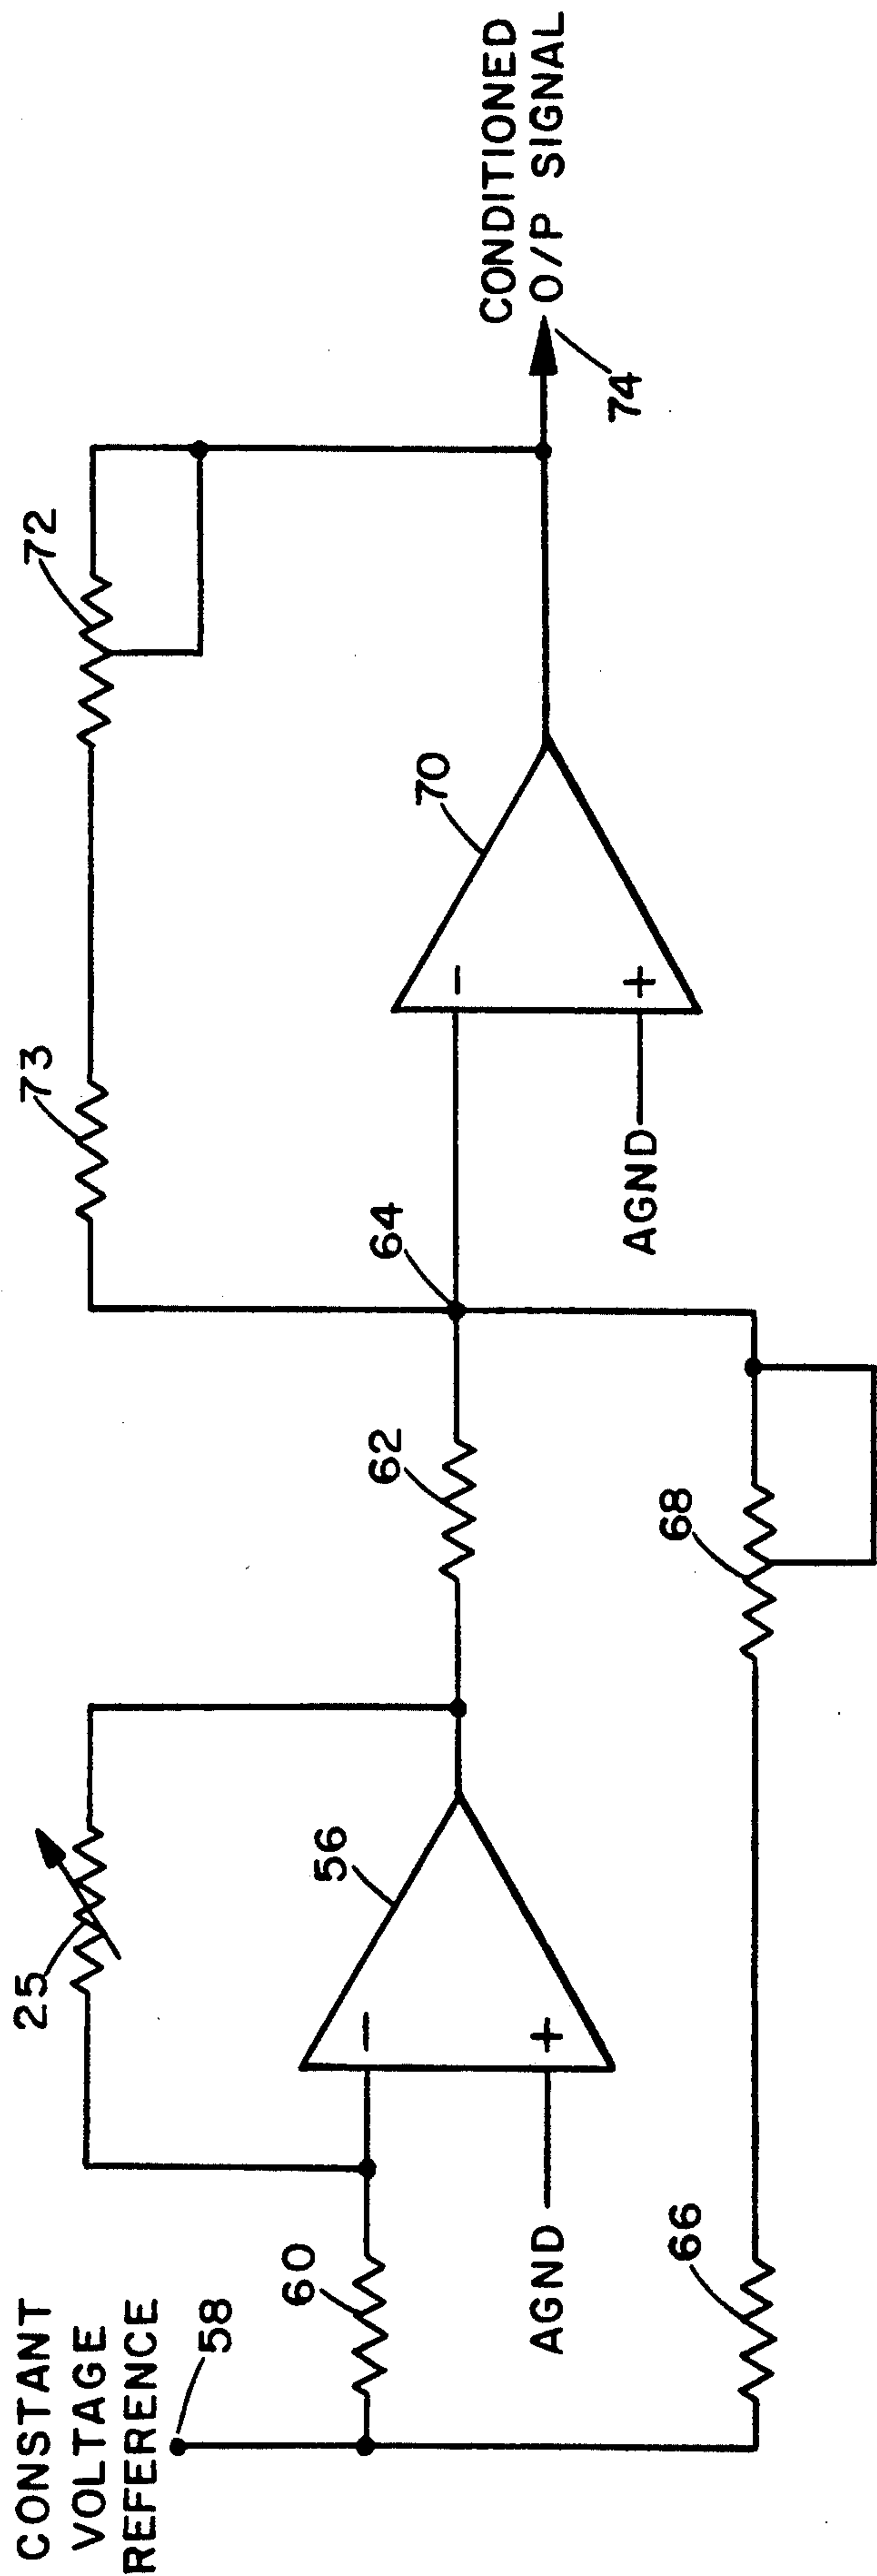 CONSTANT
VOLTAGE
REFERENCE
58
60
25
56
−
+
AGND
62
64
66
68
73
72
70
−
+
AGND
74
CONDITIONED
O/P SIGNAL